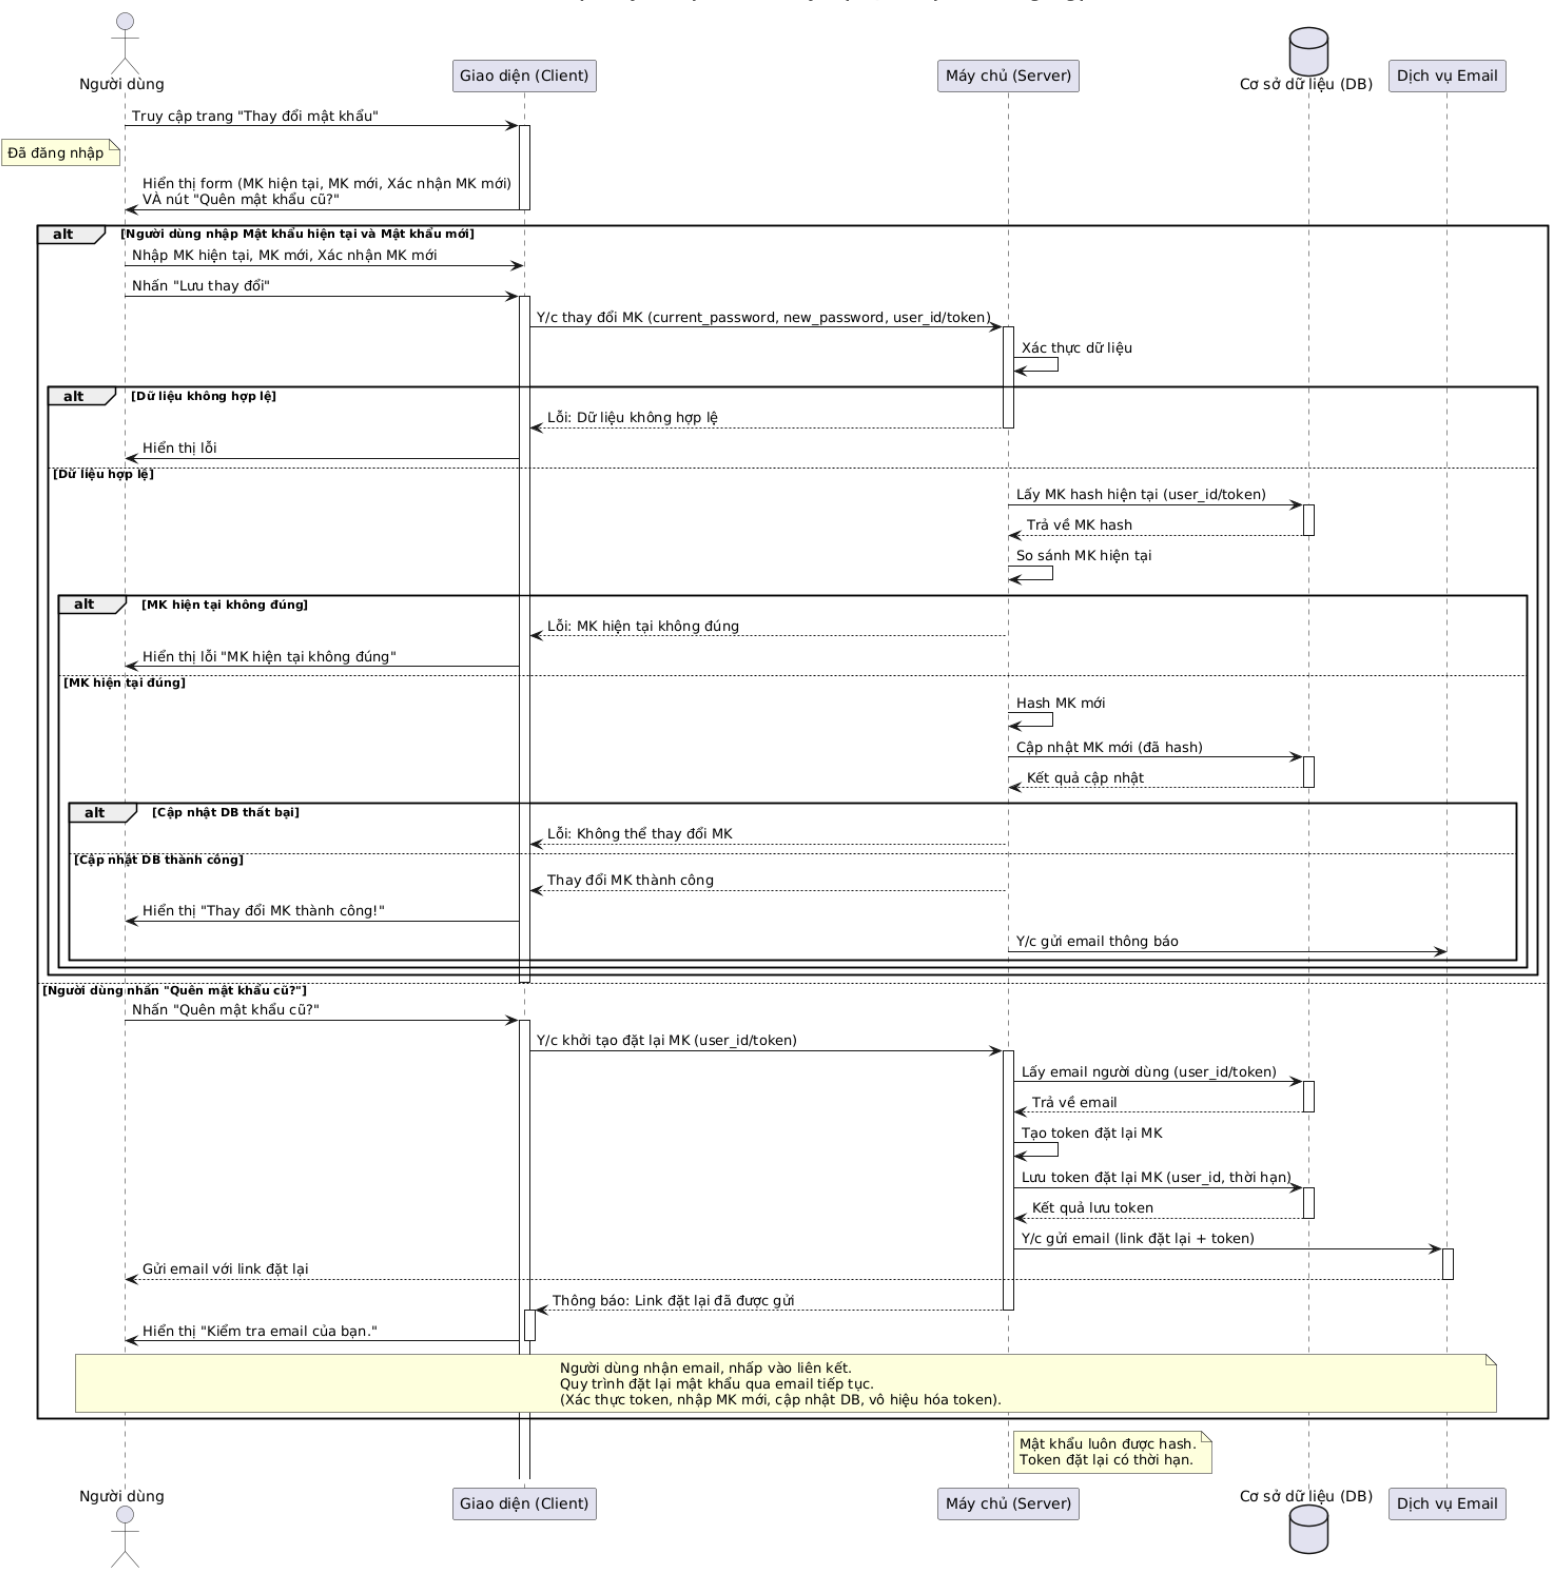 Người dùng
Giao diện (Client)
Máy chủ (Server)
Cơ sở dữ liệu (DB)
Dịch vụ Email
Truy cập trang "Thay đổi mật khẩu"
Đã đăng nhập
Hiển thị form (MK hiện tại, MK mới, Xác nhận MK mới)
VÀ nút "Quên mật khẩu cũ?"
alt [Người dùng nhập Mật khẩu hiện tại và Mật khẩu mới]
Nhập MK hiện tại, MK mới, Xác nhận MK mới
Nhấn "Lưu thay đổi"
Y/c thay đổi MK (current_password, new_password, user_id/token)
Xác thực dữ liệu
alt [Dữ liệu không hợp lệ]
Lỗi: Dữ liệu không hợp lệ
Hiển thị lỗi
[Dữ liệu hợp lệ]
Lấy MK hash hiện tại (user_id/token)
Trả về MK hash
So sánh MK hiện tại
alt [MK hiện tại không đúng]
Lỗi: MK hiện tại không đúng
Hiển thị lỗi "MK hiện tại không đúng"
[MK hiện tại đúng]
Hash MK mới
Cập nhật MK mới (đã hash)
Kết quả cập nhật
alt [Cập nhật DB thất bại]
Lỗi: Không thể thay đổi MK
[Cập nhật DB thành công]
Thay đổi MK thành công
Hiển thị "Thay đổi MK thành công!"
Y/c gửi email thông báo
[Người dùng nhấn "Quên mật khẩu cũ?"]
Nhấn "Quên mật khẩu cũ?"
Y/c khởi tạo đặt lại MK (user_id/token)
Lấy email người dùng (user_id/token)
Trả về email
Tạo token đặt lại MK
Lưu token đặt lại MK (user_id, thời hạn)
Kết quả lưu token
Y/c gửi email (link đặt lại + token)
Gửi email với link đặt lại
Thông báo: Link đặt lại đã được gửi
Hiển thị "Kiểm tra email của bạn."
Người dùng nhận email, nhấp vào liên kết.
Quy trình đặt lại mật khẩu qua email tiếp tục.
(Xác thực token, nhập MK mới, cập nhật DB, vô hiệu hóa token).
Mật khẩu luôn được hash.
Token đặt lại có thời hạn.
Người dùng
Giao diện (Client)
Máy chủ (Server)
Cơ sở dữ liệu (DB)
Dịch vụ Email